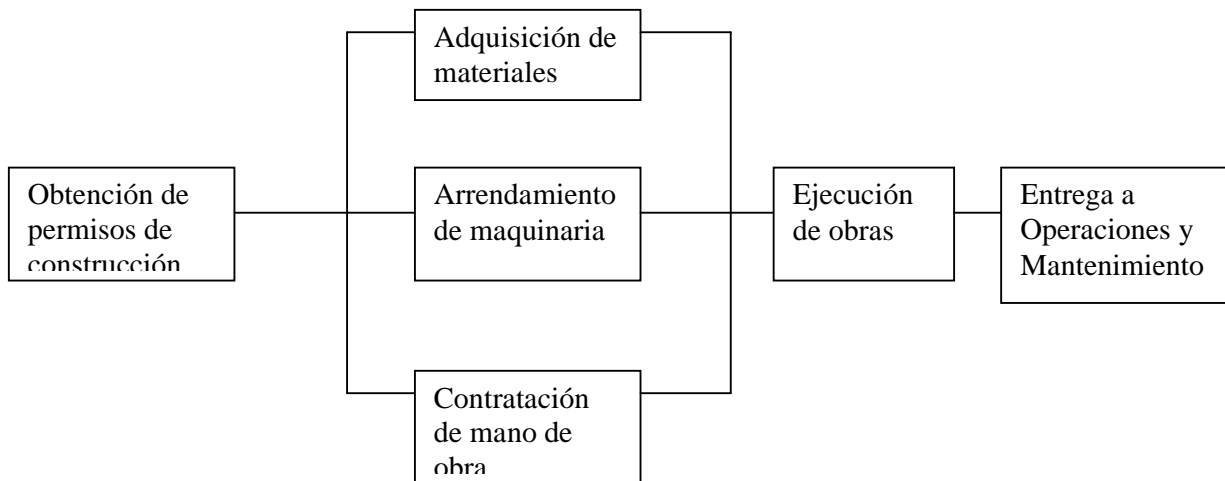 Adquisición de
materiales
Obtención de
permisos de
construcción
Arrendamiento
de maquinaria
Ejecución
de obras
Entrega a
Operaciones y
Mantenimiento
Contratación
de mano de
obra